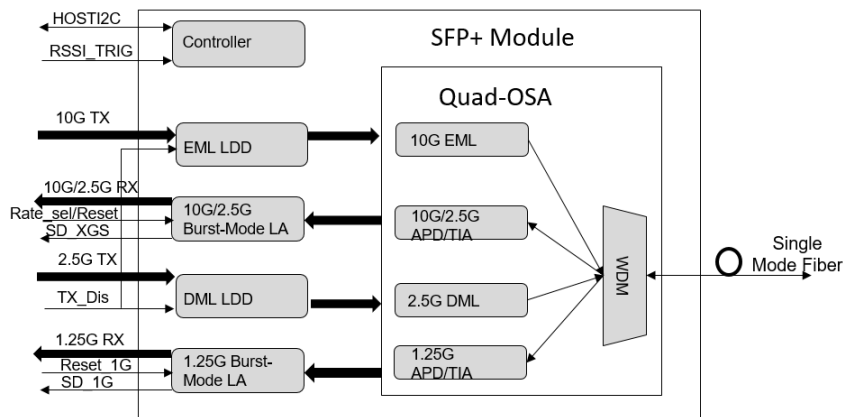 HOSTI2C
RSSI_TRIG
Controller
SFP+ Module
Quad-OSA
10G TX
EML LDD
10G EML
10G/2.5G RX
Rate_sel/Reset
SD_XGS
10G/2.5G
Burst-Mode LA
10G/2.5G
APD/TIA
2.5G TX
TX_Dis
DML LDD
2.5G DML
1.25G RX
Reset_1G
SD_1G
1.25G Burst-
Mode LA
1.25G
APD/TIA
WDM
Single
Mode Fiber